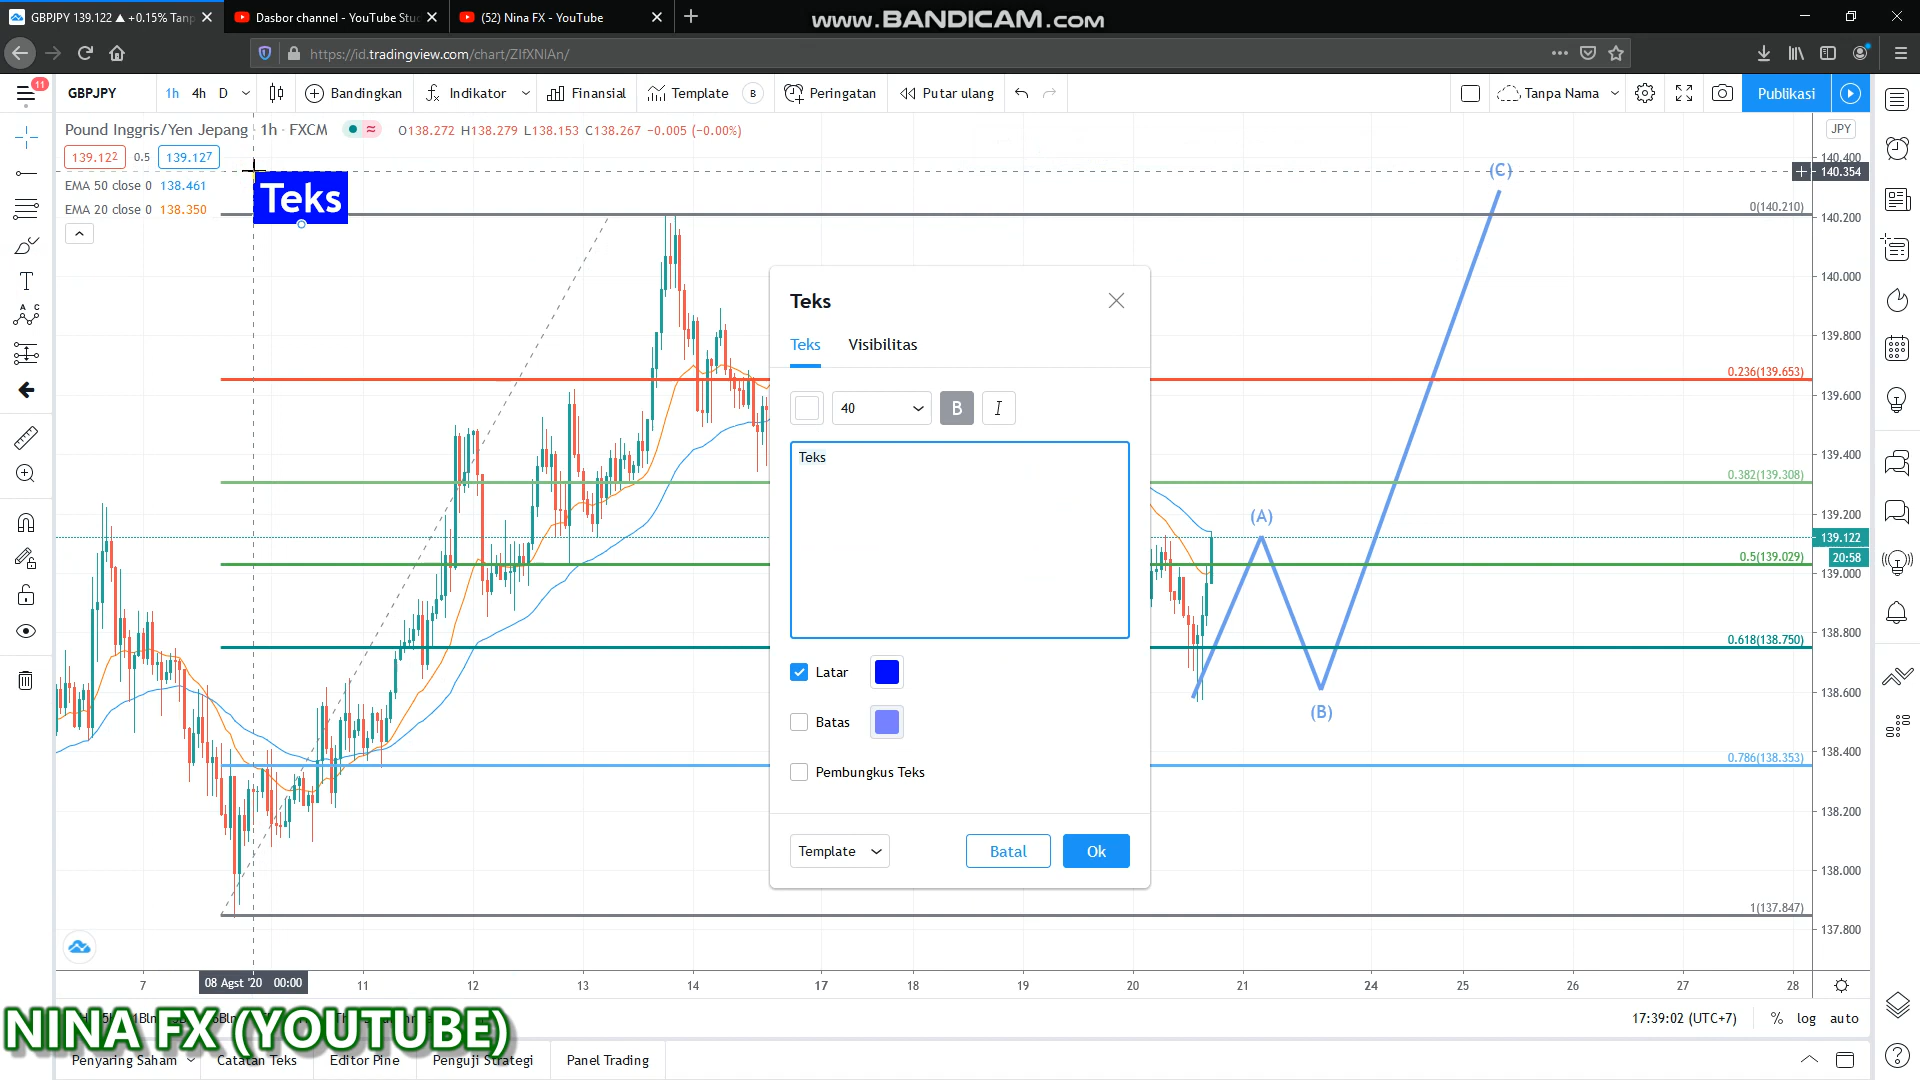 GBPJPY 139.122 ▲ +0.15% Tanp
Dasbor channel - YouTube Stu
(52) Nina FX - YouTube
www.BANDICAM.com
https://id.tradingview.com/chart/ZIfXNlAn/
11
GBPJPY
1h
4h
D
Bandingkan
Indikator
Finansial
Template
B
Peringatan
Putar ulang
Tanpa Nama
Publikasi
Pound Inggris/Yen Jepang · 1h · FXCM
O138.272 H138.279 L138.153 C138.267 −0.005 (−0.00%)
JPY
139.122
0.5
139.127
EMA 50 close 0 138.461
EMA 20 close 0 138.350
Teks
140.400
140.354
140.200
140.000
139.800
139.600
139.400
139.200
139.122
20:58
139.000
138.800
138.600
138.400
138.200
138.000
137.800
0(140.210)
0.236(139.653)
0.382(139.308)
0.5(139.029)
0.618(138.750)
0.786(138.353)
1(137.847)
(A)
(B)
(C)
Teks
Teks
Visibilitas
40
B
I
Teks
Latar
Batas
Pembungkus Teks
Template
Batal
Ok
7
08 Agst '20 00:00
11
12
13
14
17
18
19
20
21
24
25
26
27
28
NINA FX (YOUTUBE)
17:39:02 (UTC+7)
%
log
auto
Penyaring Saham
Catatan Teks
Editor Pine
Penguji Strategi
Panel Trading